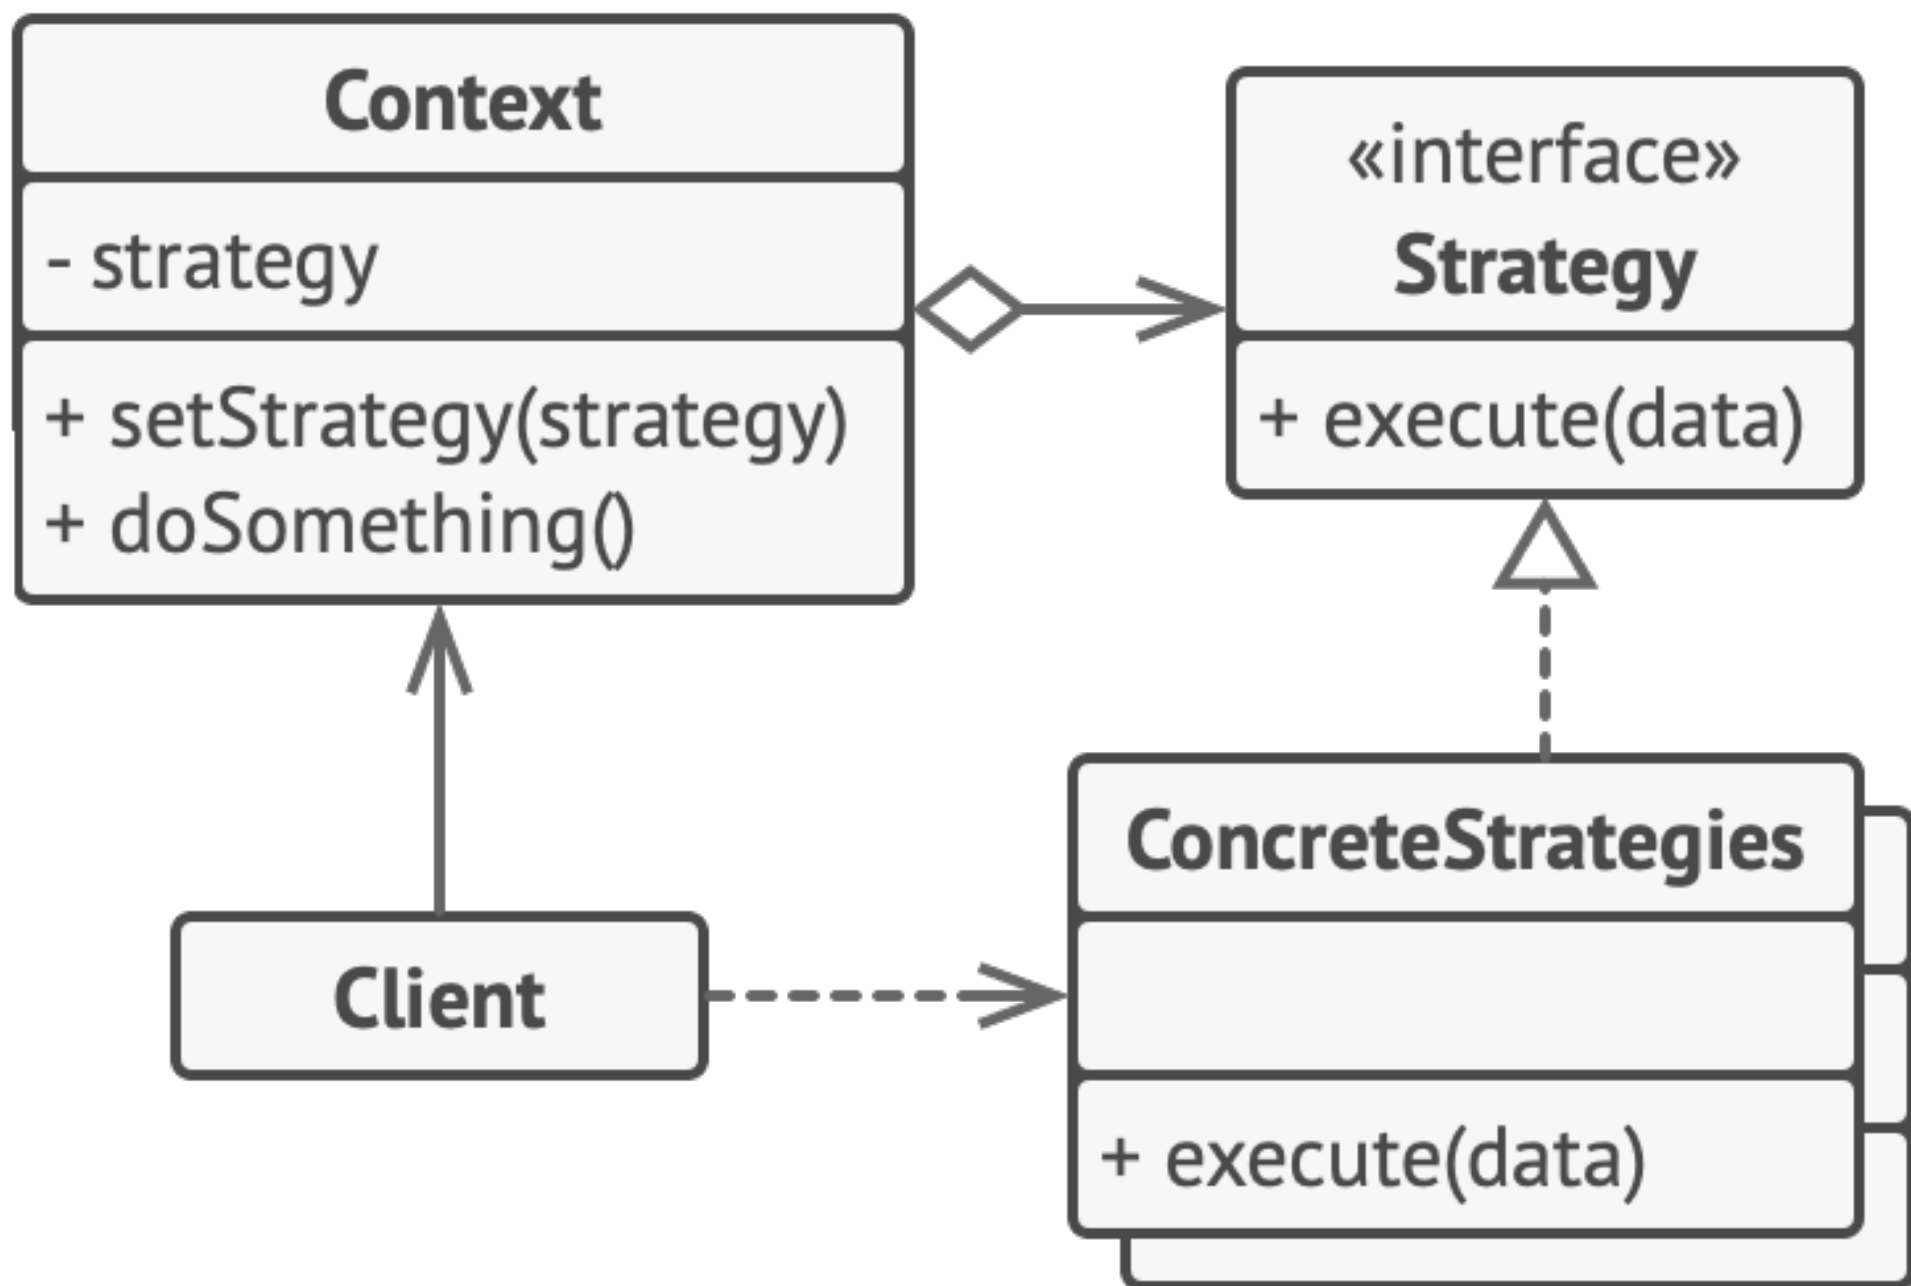 Context
- strategy
+ setStrategy(strategy)
+ doSomething()
«interface»
Strategy
+ execute(data)
Client
ConcreteStrategies
+ execute(data)